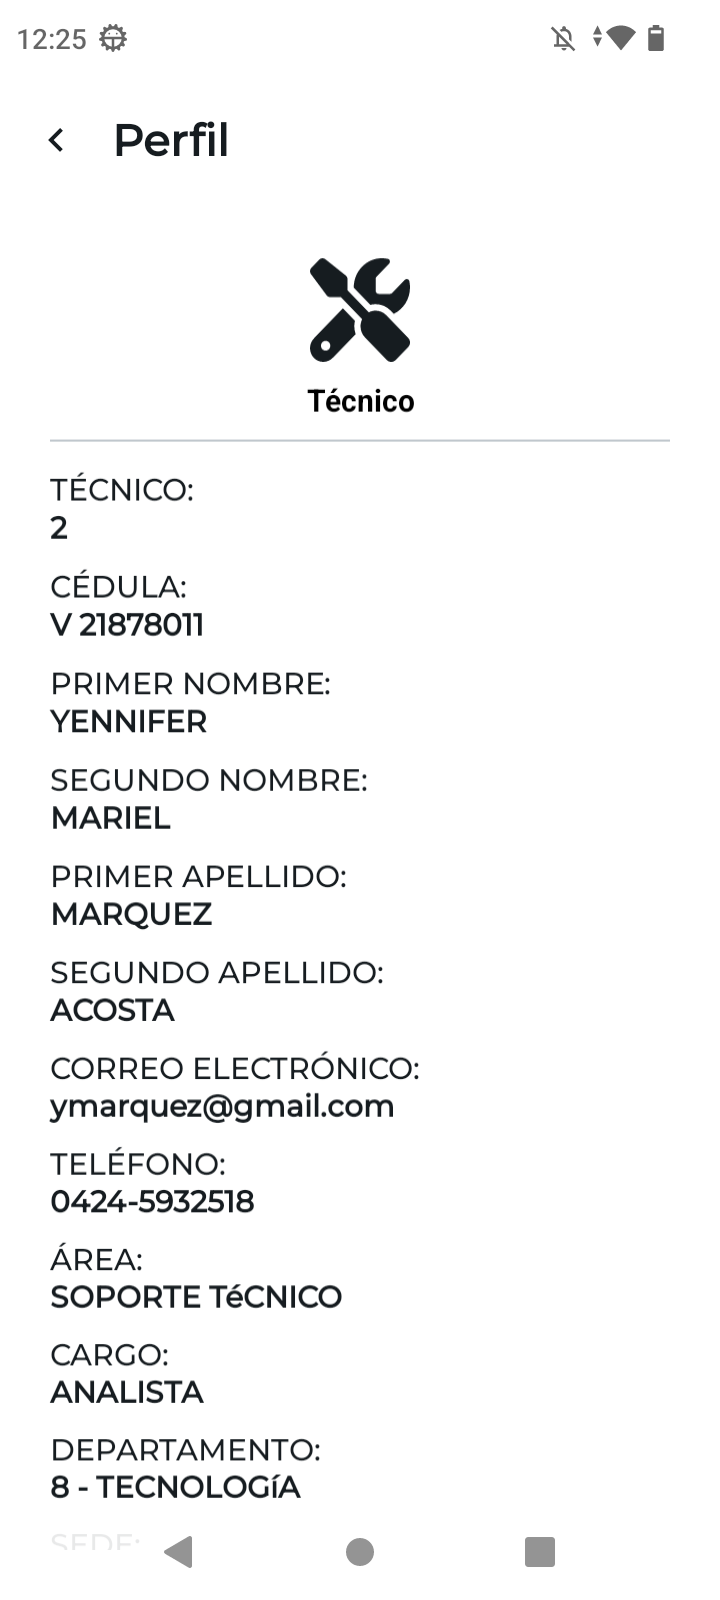 12:25
Perfil
Técnico
TÉCNICO:
2
CÉDULA:
V 21878011
PRIMER NOMBRE:
YENNIFER
SEGUNDO NOMBRE:
MARIEL
PRIMER APELLIDO:
MARQUEZ
SEGUNDO APELLIDO:
ACOSTA
CORREO ELECTRÓNICO:
ymarquez@gmail.com
TELÉFONO:
0424-5932518
ÁREA:
SOPORTE TéCNICO
CARGO:
ANALISTA
DEPARTAMENTO:
8 - TECNOLOGíA
SEDE: